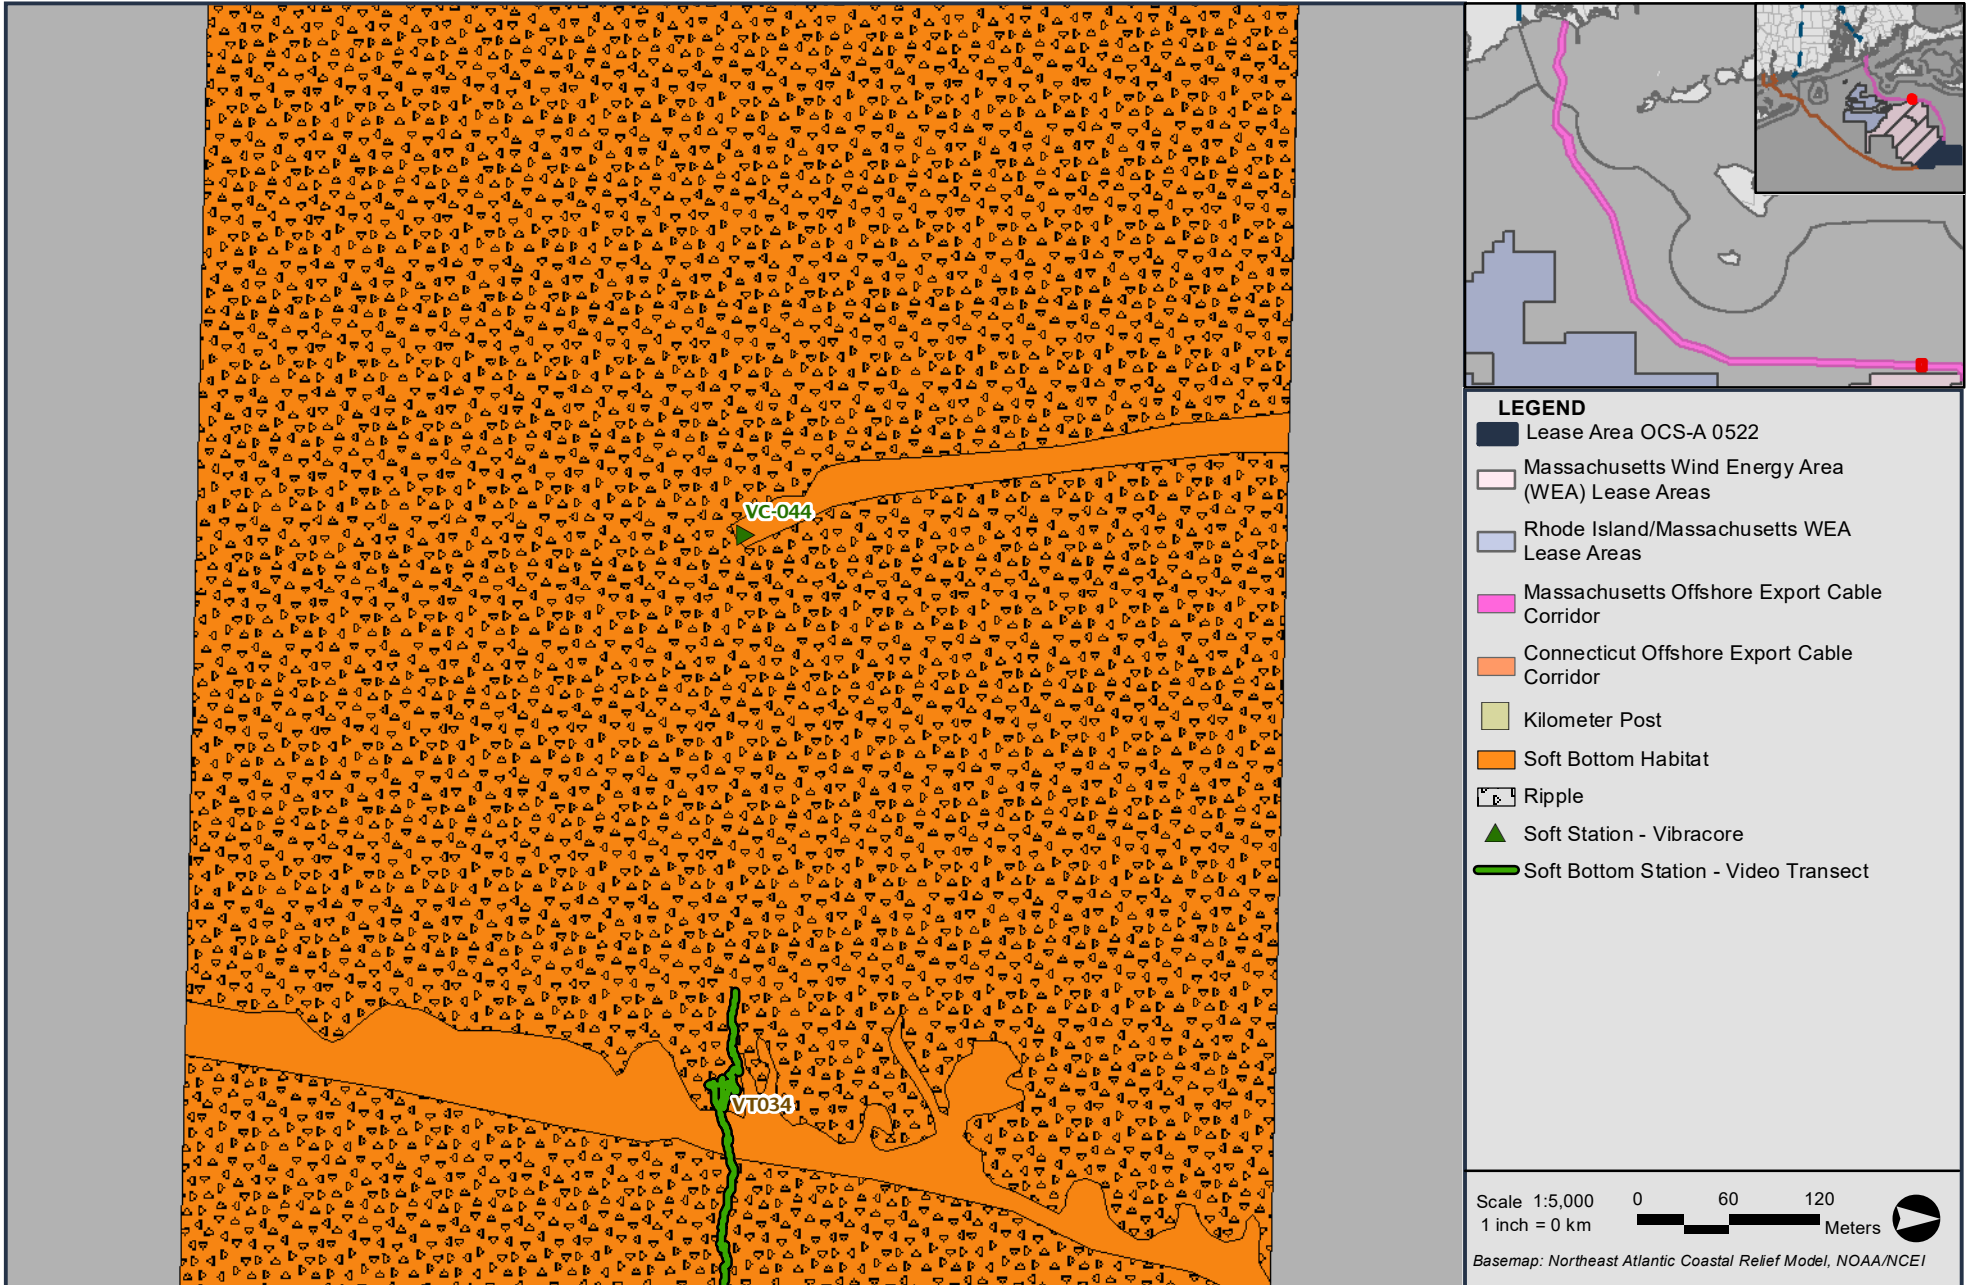 VC-044
VT034
LEGEND
Lease Area OCS-A 0522
Massachusetts Wind Energy Area
(WEA) Lease Areas
Rhode Island/Massachusetts WEA
Lease Areas
Massachusetts Offshore Export Cable
Corridor
Connecticut Offshore Export Cable
Corridor
Kilometer Post
Soft Bottom Habitat
Ripple
Soft Station - Vibracore
Soft Bottom Station - Video Transect
Scale 1:5,000
1 inch = 0 km
0 60 120
Meters
Basemap: Northeast Atlantic Coastal Relief Model, NOAA/NCEI